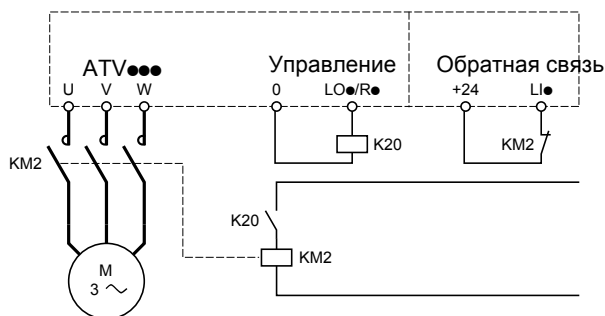 ATV●●● Управление Обратная связь
U V W 0 LO●/R● +24 LI●
K20 KM2
KM2
K20
KM2
M
3 ~